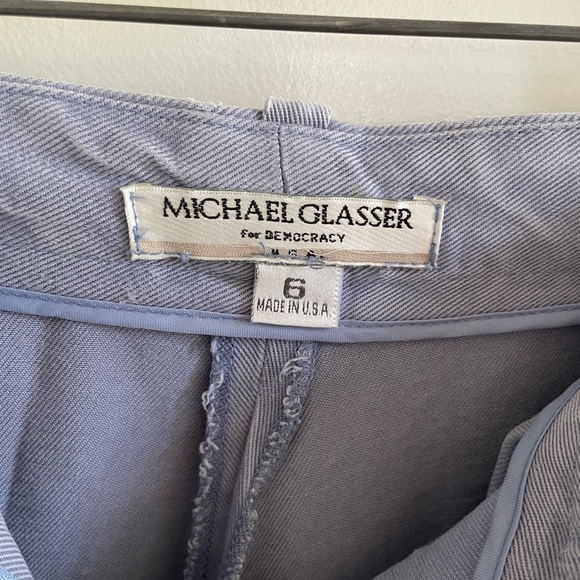 MICHAEL GLASSER
for DEMOCRACY
U.S.A.
6
MADE IN U.S.A